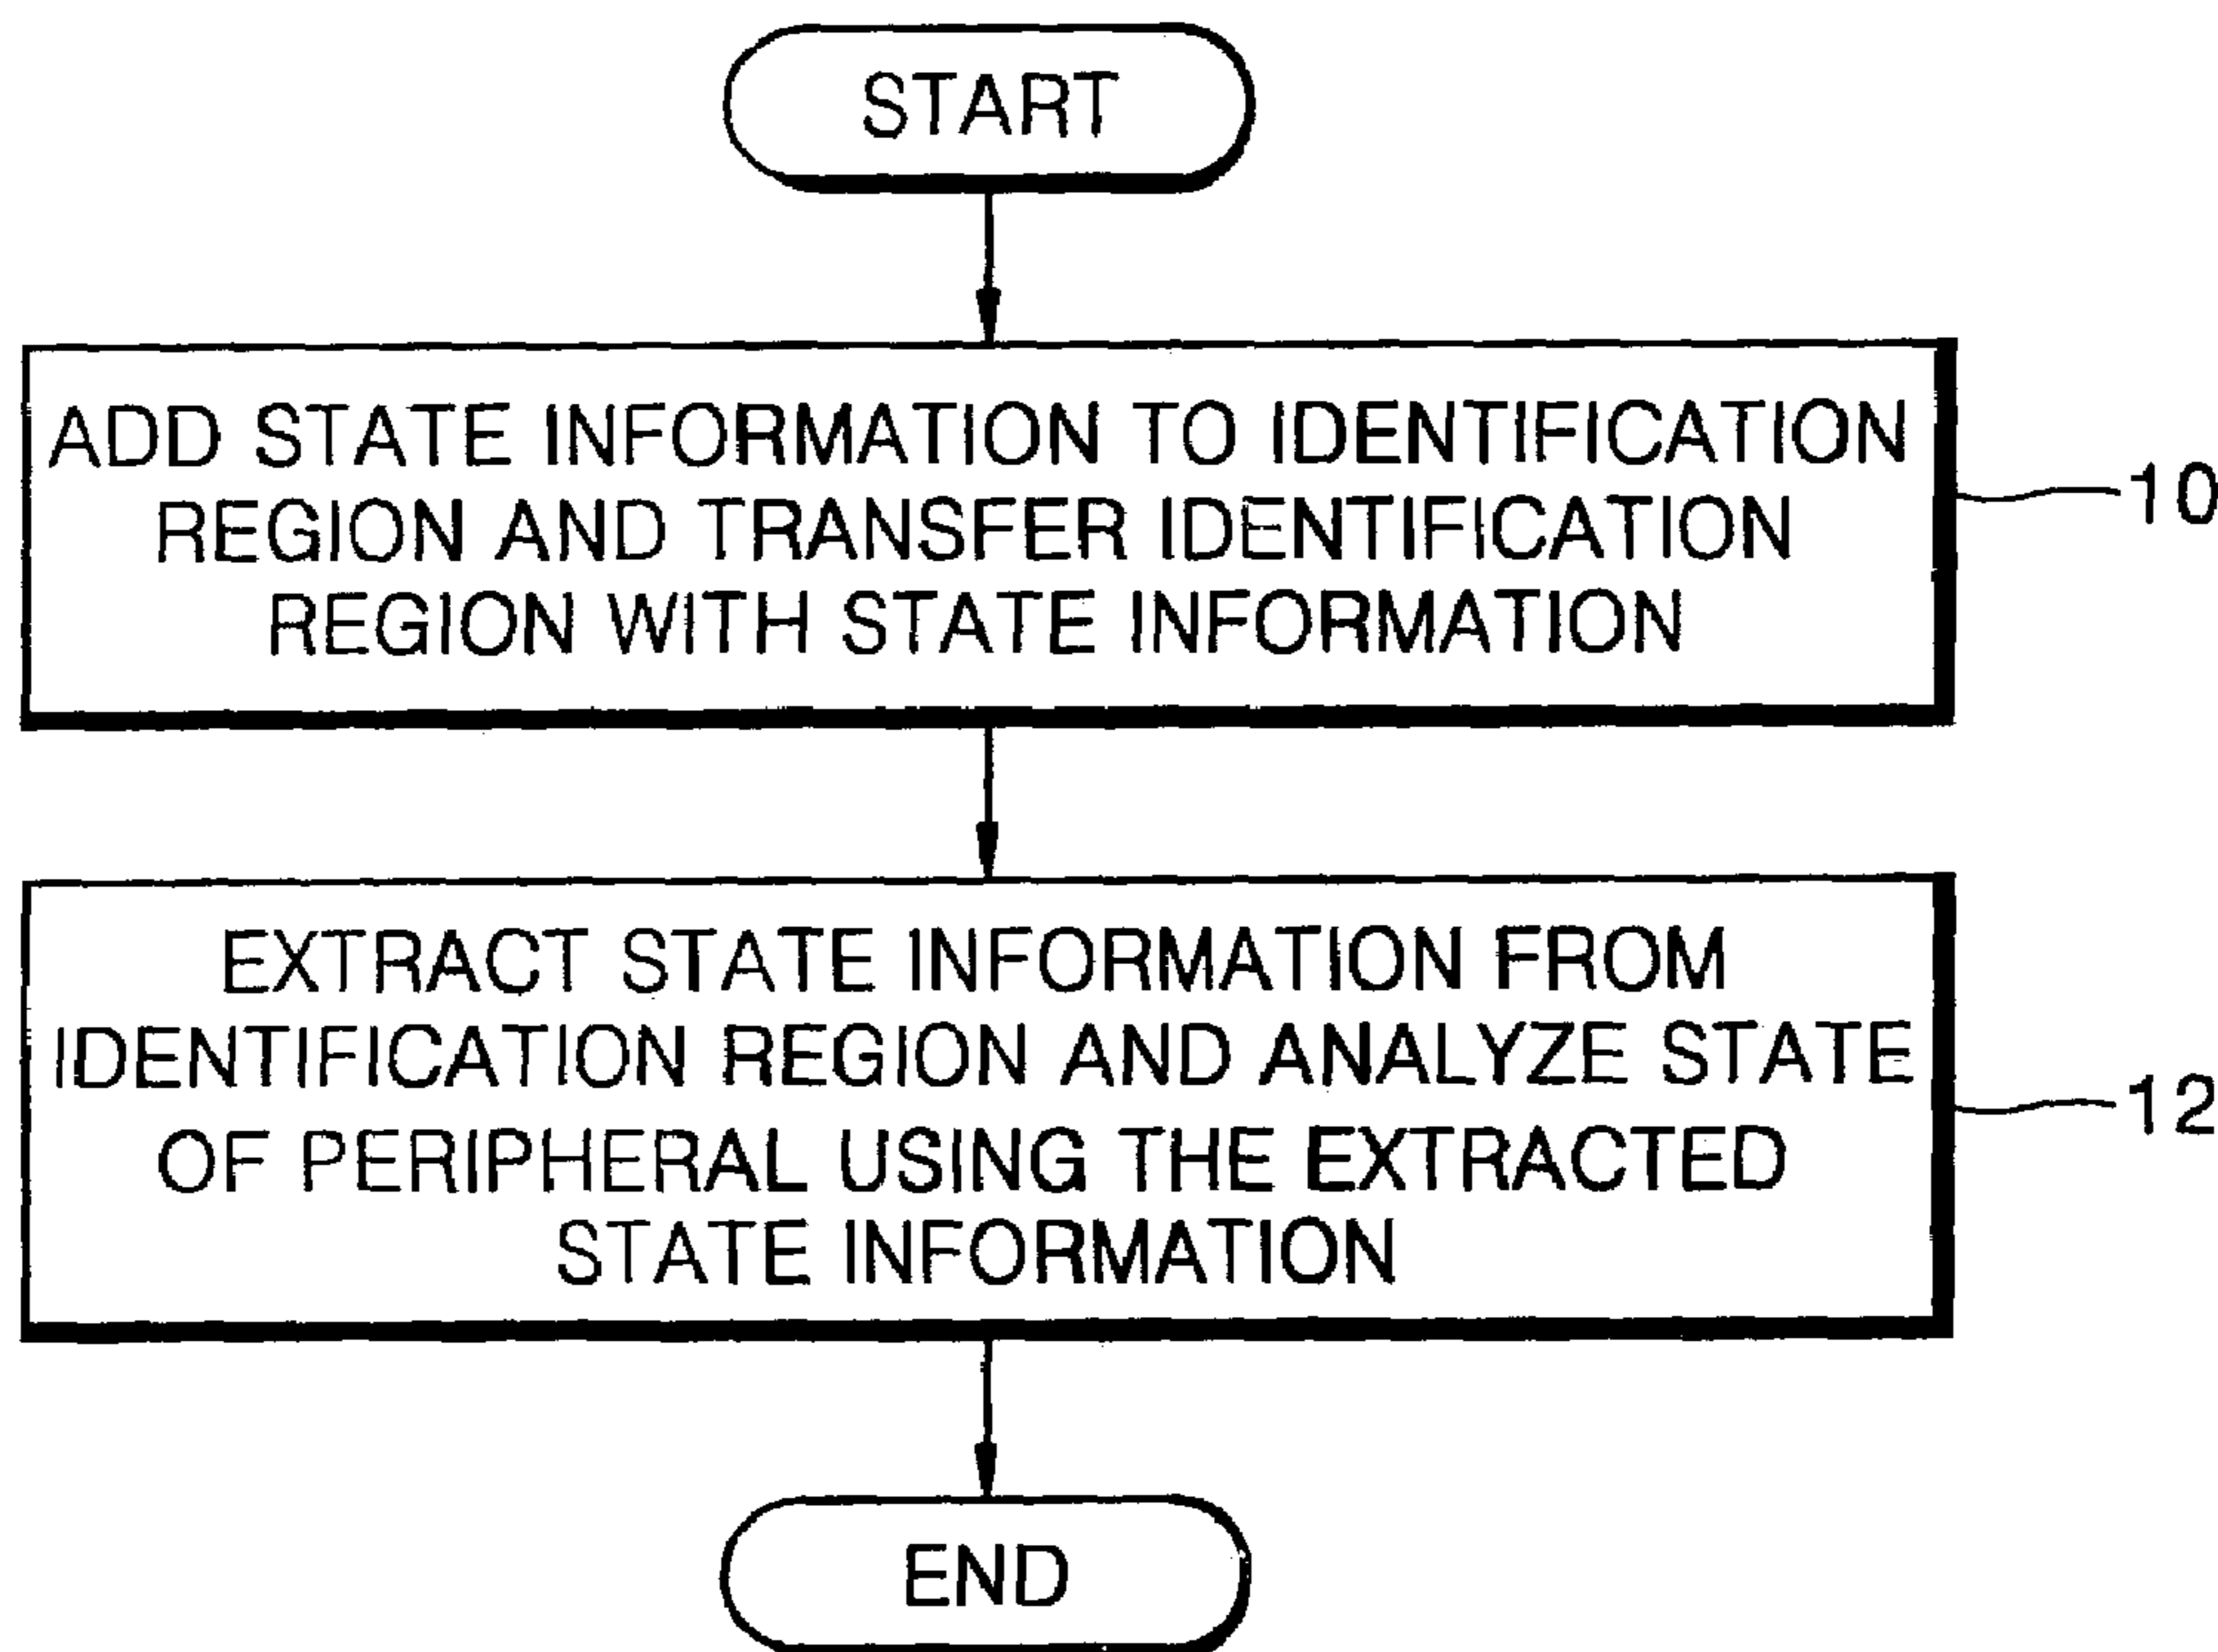 START
ADD STATE INFORMATION TO IDENTIFICATION
REGION AND TRANSFER IDENTIFICATION
REGION WITH STATE INFORMATION
10
EXTRACT STATE INFORMATION FROM
IDENTIFICATION REGION AND ANALYZE STATE
OF PERIPHERAL USING THE EXTRACTED
STATE INFORMATION
12
END